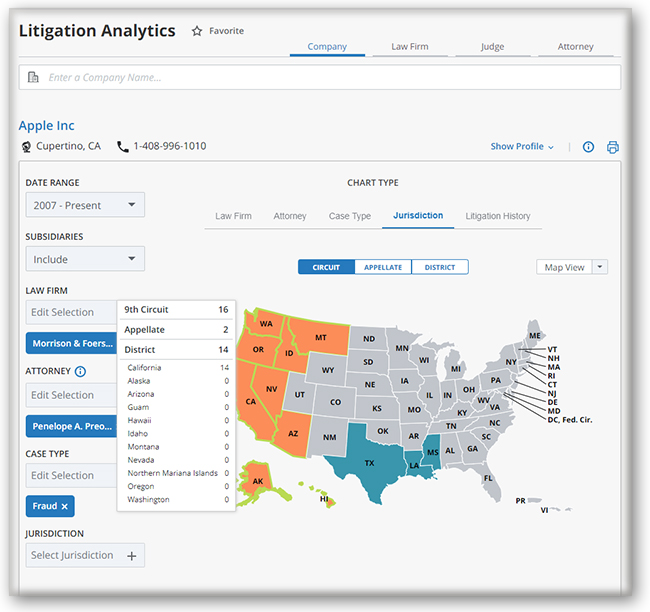 Litigation Analytics Favorite
Company Law Firm Judge Attorney
Enter a Company Name...
Apple Inc
Cupertino, CA 1-408-996-1010 Show Profile
DATE RANGE
2007 - Present
SUBSIDIARIES
Include
LAW FIRM
Edit Selection
Morrison & Foers...
ATTORNEY
Edit Selection
Penelope A. Preo...
CASE TYPE
Edit Selection
Fraud ×
JURISDICTION
Select Jurisdiction +
CHART TYPE
Law Firm Attorney Case Type Jurisdiction Litigation History
CIRCUIT APPELLATE DISTRICT Map View
9th Circuit 16
Appellate 2
District 14
California 14
Alaska 0
Arizona 0
Guam 0
Hawaii 0
Idaho 0
Montana 0
Nevada 0
Northern Mariana Islands 0
Oregon 0
Washington 0
WA
MT
ND
MN
ME
OR
ID
SD
WI
MI
NY
WY
NV
UT
NE
IA
PA
CA
CO
IL
IN
OH
KS
MO
WV
VA
KY
AZ
NM
OK
AR
TN
NC
SC
TX
LA
MS
AL
GA
FL
AK
HI
VT
NH
MA
RI
CT
NJ
DE
MD
DC, Fed. Cir.
PR
VI